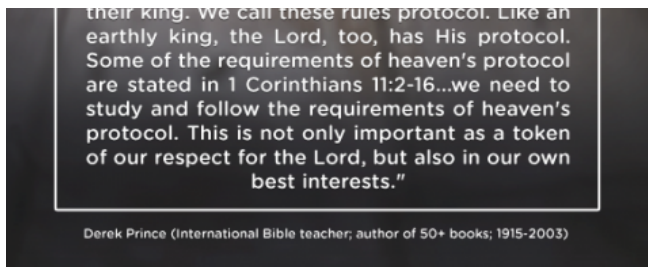 their king. We call these rules protocol. Like an
earthly king, the Lord, too, has His protocol.
Some of the requirements of heaven's protocol
are stated in 1 Corinthians 11:2-16...we need to
study and follow the requirements of heaven's
protocol. This is not only important as a token
of our respect for the Lord, but also in our own
best interests."
Derek Prince (International Bible teacher; author of 50+ books; 1915-2003)